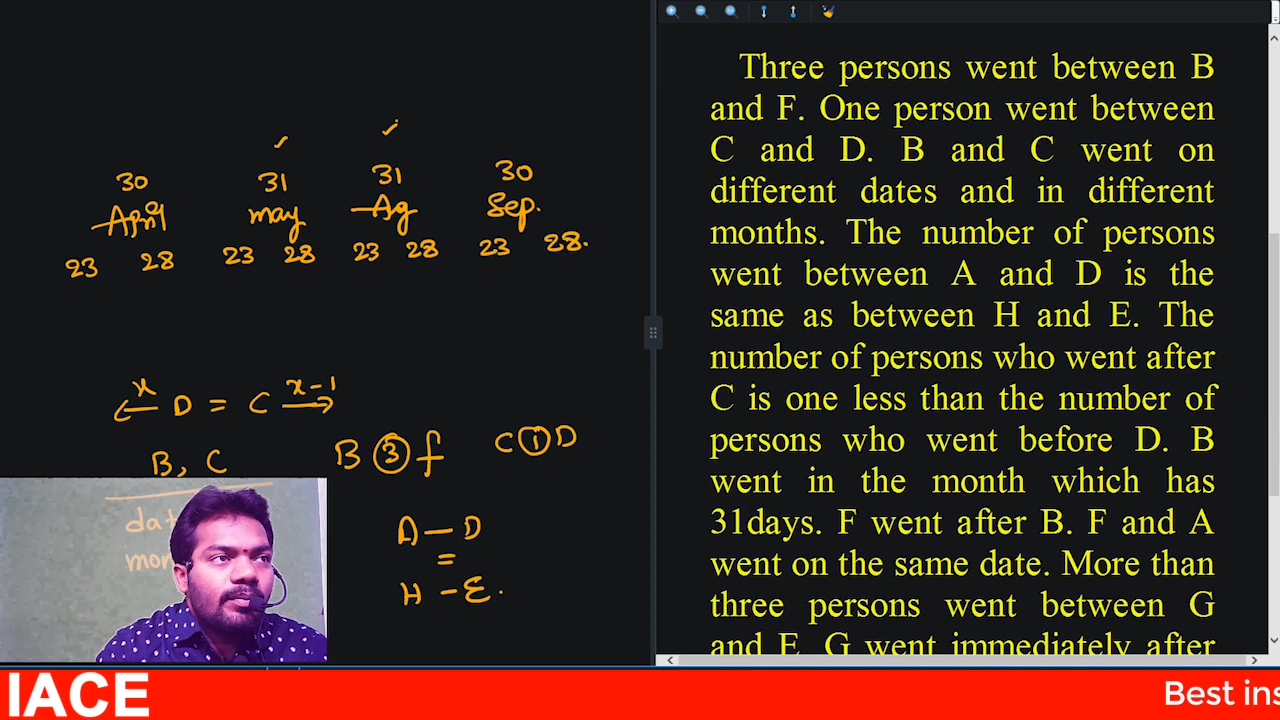 30 31 31 30
April may Ag Sep.
23 28 23 28 23 28 23 28.
x D = C x-1
B, C B 3 f C 1 D
A - D
=
H - E.
Three persons went between B
and F. One person went between
C and D. B and C went on
different dates and in different
months. The number of persons
went between A and D is the
same as between H and E. The
number of persons who went after
C is one less than the number of
persons who went before D. B
went in the month which has
31days. F went after B. F and A
went on the same date. More than
three persons went between G
and E. G went immediately after
IACE
Best ins